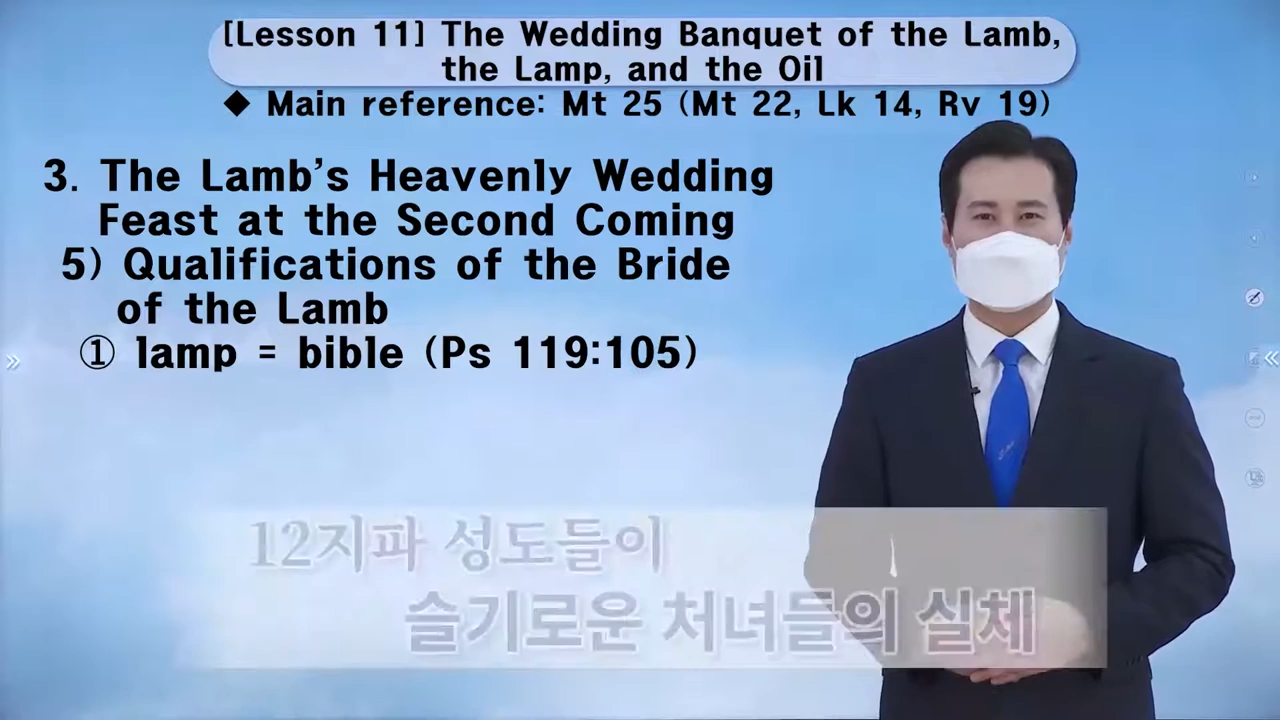 [Lesson 11] The Wedding Banquet of the Lamb,
the Lamp, and the Oil
◆ Main reference: Mt 25 (Mt 22, Lk 14, Rv 19)
3. The Lamb's Heavenly Wedding
Feast at the Second Coming
5) Qualifications of the Bride
of the Lamb
① lamp = bible (Ps 119:105)
12지파 성도들이
슬기로운 처녀들의 실체